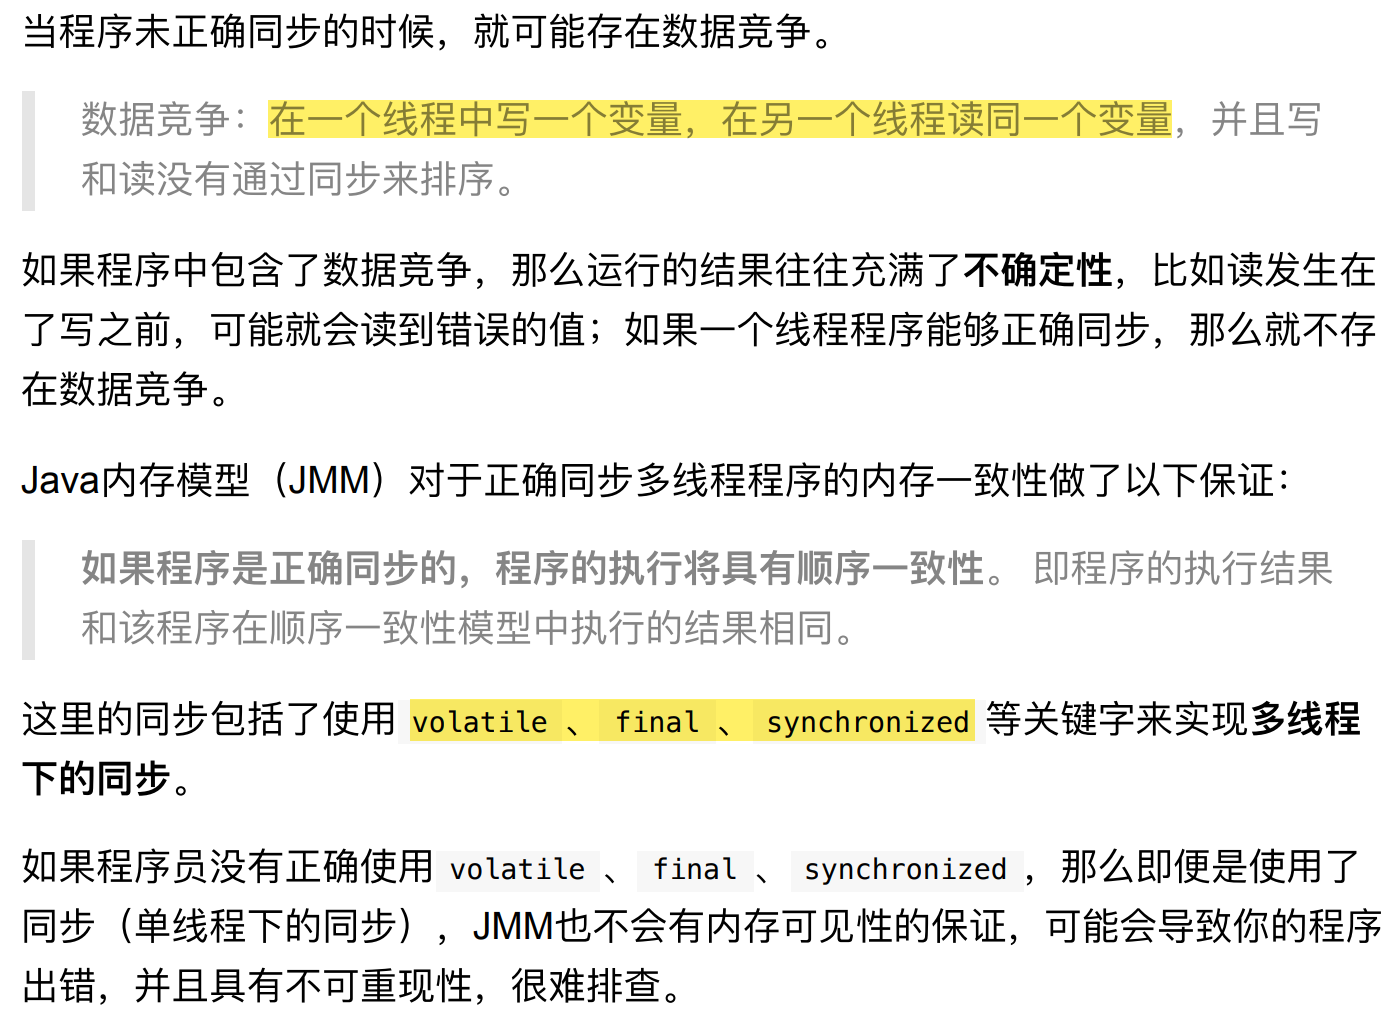 当程序未正确同步的时候，就可能存在数据竞争。
数据竞争：在一个线程中写一个变量，在另一个线程读同一个变量，并且写
和读没有通过同步来排序。
如果程序中包含了数据竞争，那么运行的结果往往充满了不确定性，比如读发生在
了写之前，可能就会读到错误的值；如果一个线程程序能够正确同步，那么就不存
在数据竞争。
Java内存模型（JMM）对于正确同步多线程程序的内存一致性做了以下保证：
如果程序是正确同步的，程序的执行将具有顺序一致性。 即程序的执行结果
和该程序在顺序一致性模型中执行的结果相同。
这里的同步包括了使用 volatile 、 final 、 synchronized 等关键字来实现多线程
下的同步。
如果程序员没有正确使用 volatile 、 final 、 synchronized ，那么即便是使用了
同步（单线程下的同步），JMM也不会有内存可见性的保证，可能会导致你的程序
出错，并且具有不可重现性，很难排查。